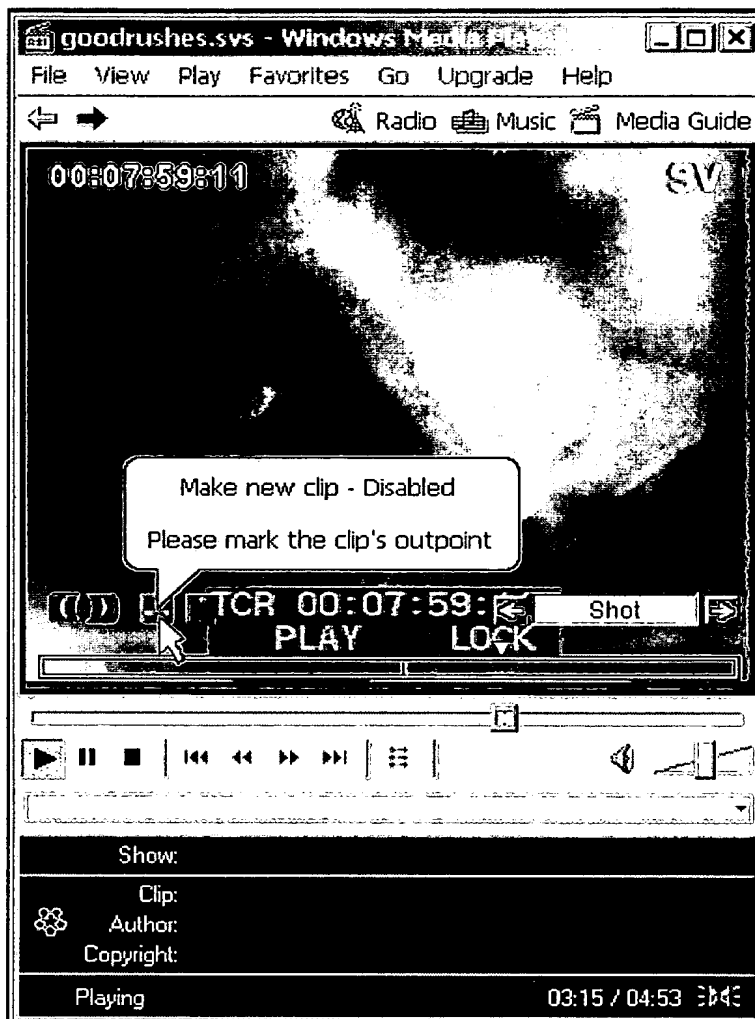 goodrushes.svs - Windows Media Player
File View Play Favorites Go Upgrade Help
Radio Music Media Guide
00:07:59:11 SV
Make new clip - Disabled
Please mark the clip's outpoint
TCR 00:07:59: Shot
PLAY LOCK
Show:
Clip:
Author:
Copyright:
Playing 03:15 / 04:53